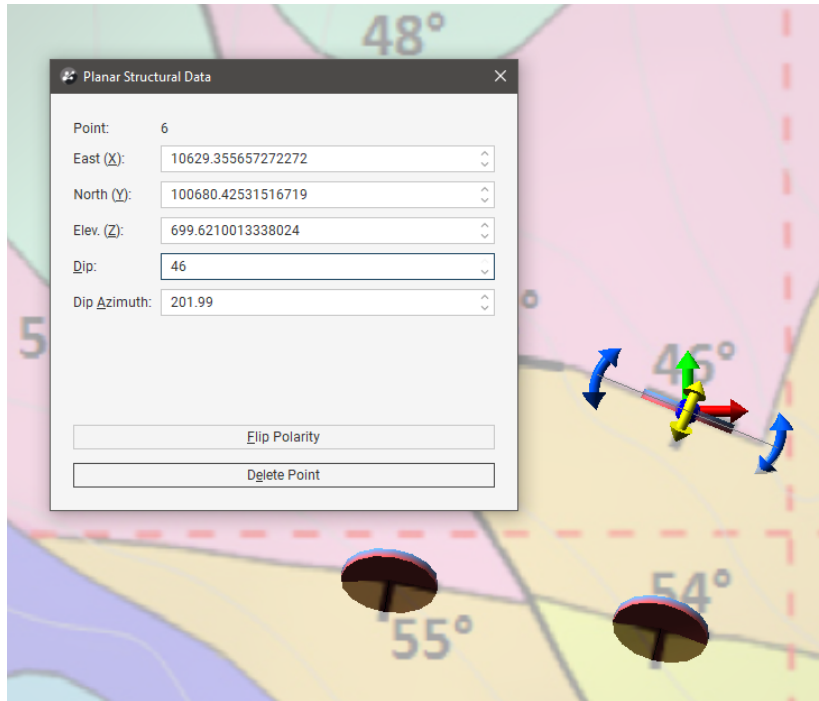 48°
Planar Structural Data
Point: 6
East (X): 10629.355657272272
North (Y): 100680.42531516719
Elev. (Z): 699.6210013338024
Dip: 46
Dip Azimuth: 201.99
Flip Polarity
Delete Point
5
46°
54°
55°